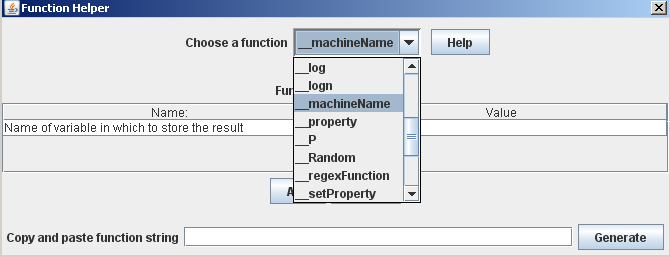 Function Helper
Choose a function __machineName Help
__log
__logn
__machineName
__property
__P
__Random
__regexFunction
__setProperty
Name: Value
Name of variable in which to store the result
Copy and paste function string Generate